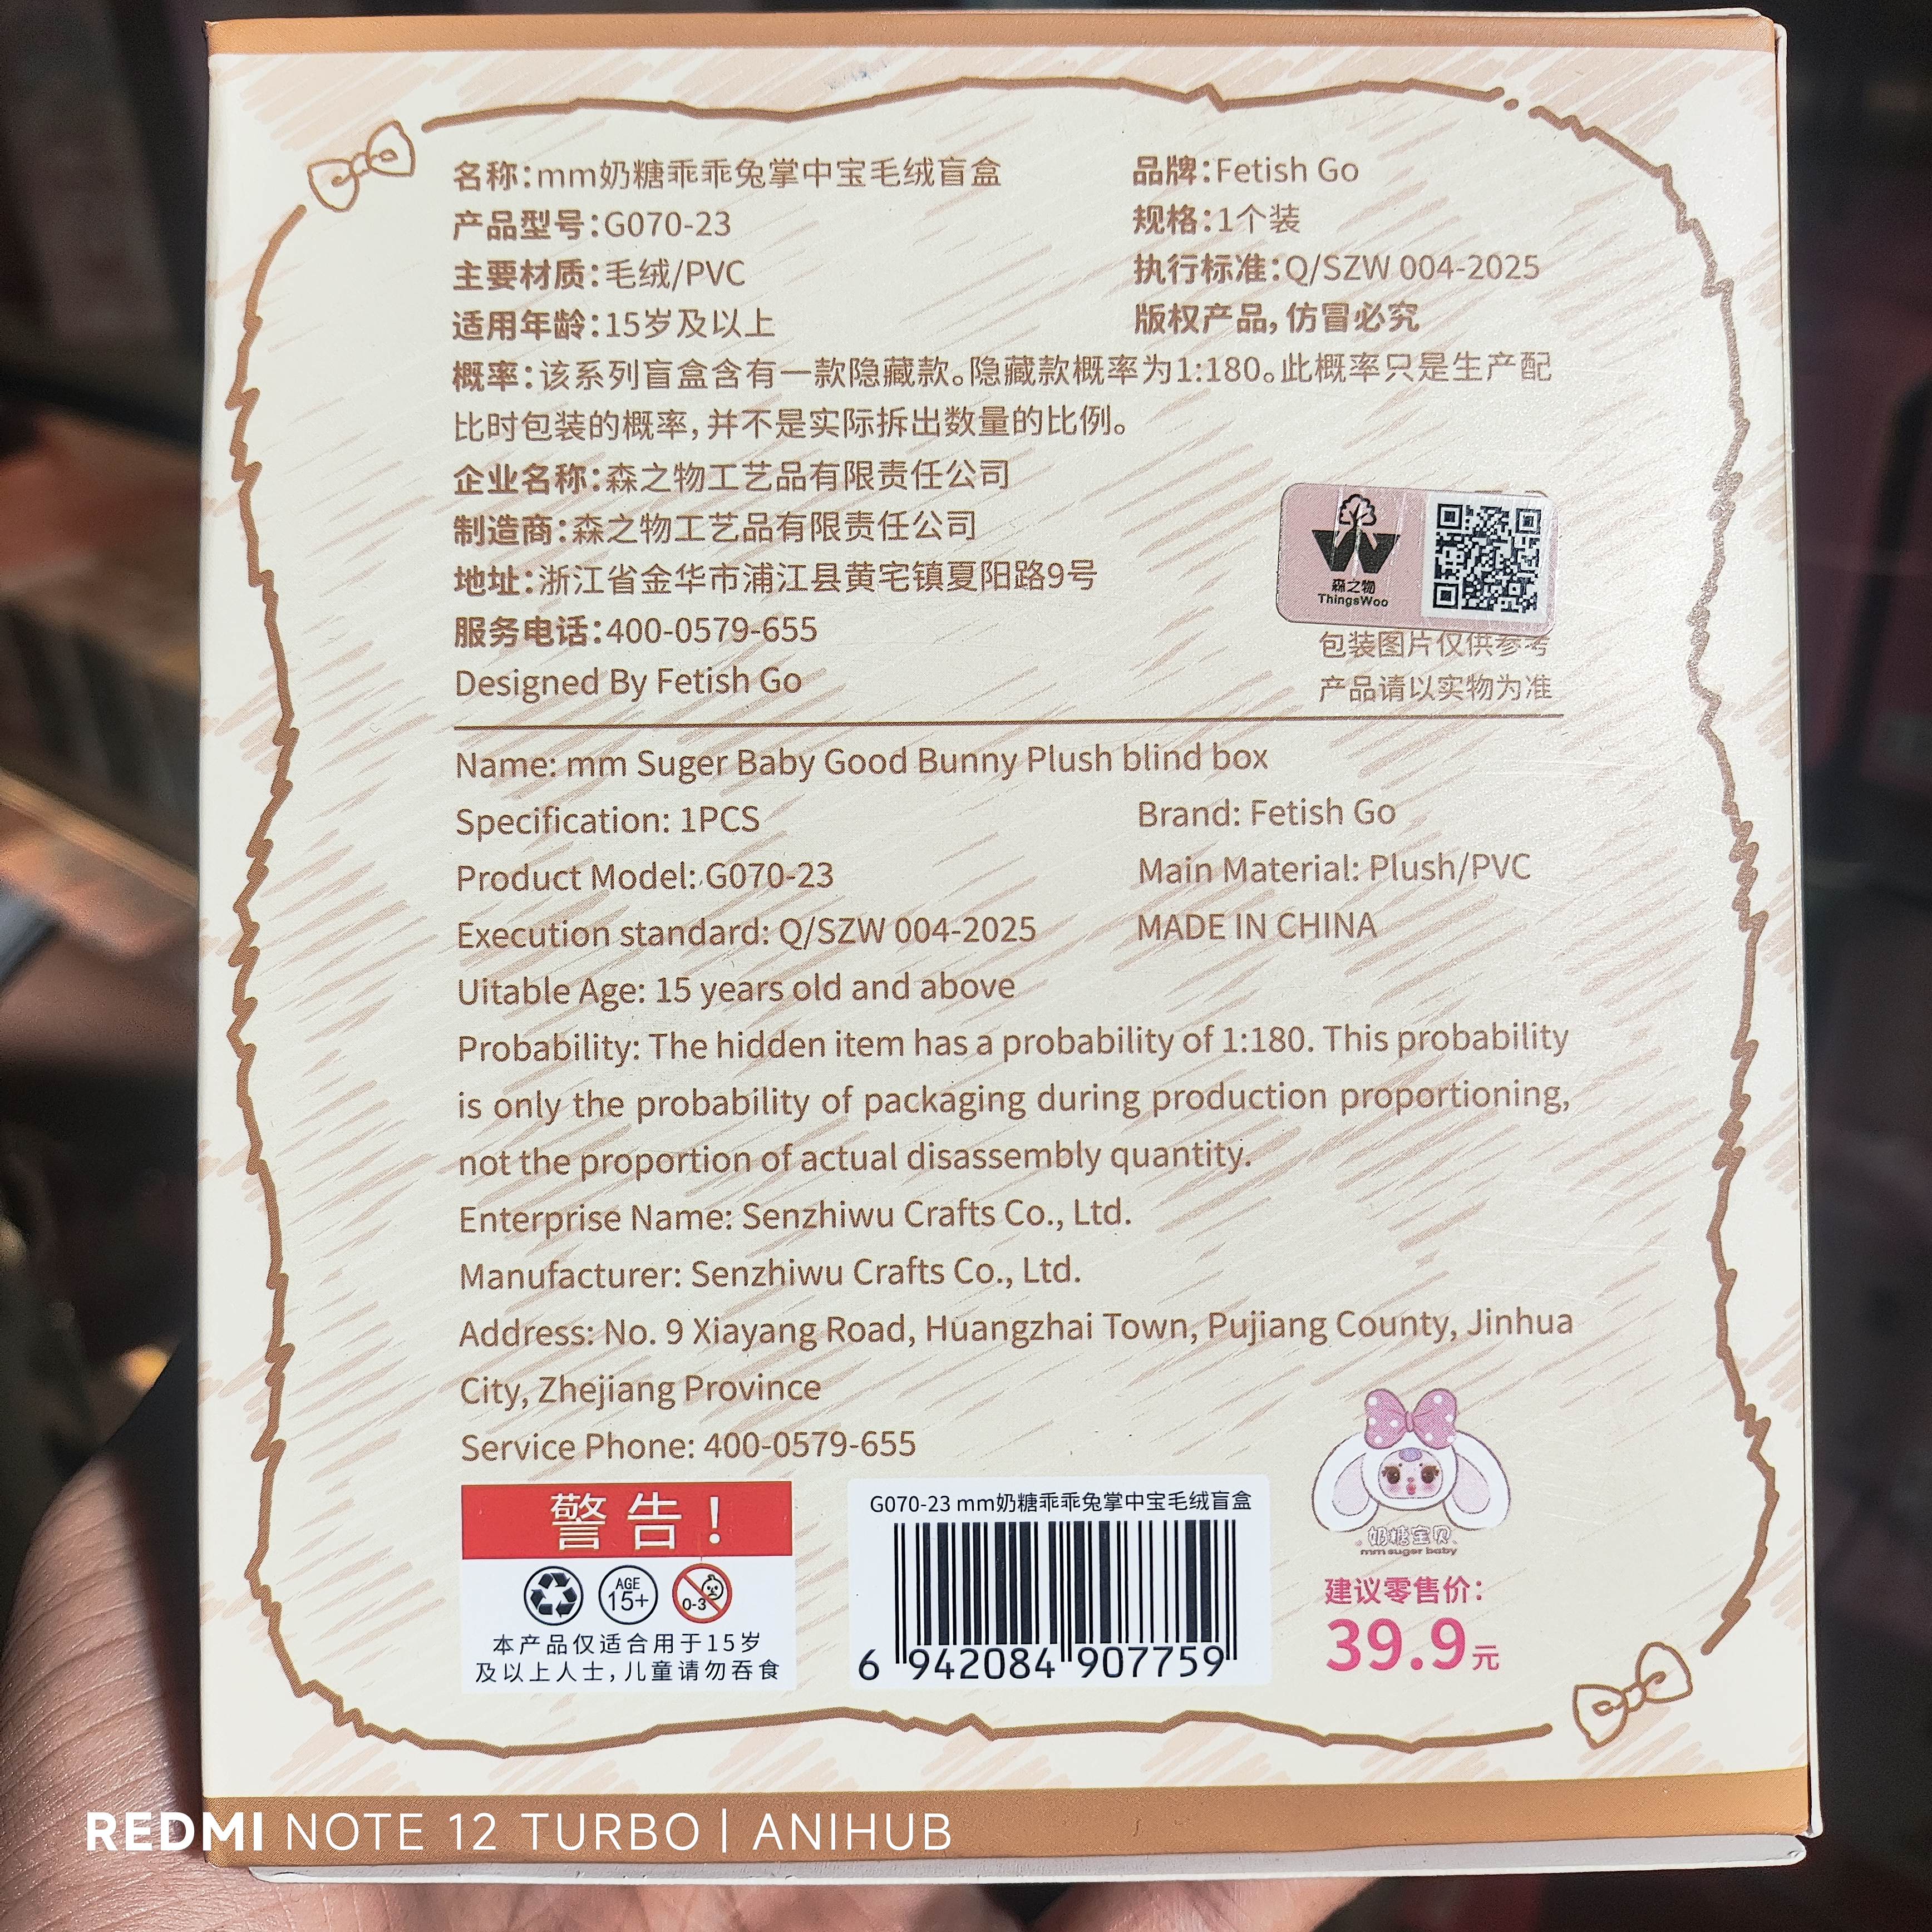 名称：mm奶糖乖乖兔掌中宝毛绒盲盒
品牌：Fetish Go
产品型号：G070-23
规格：1个装
主要材质：毛绒/PVC
执行标准：Q/SZW 004-2025
适用年龄：15岁及以上
版权产品，仿冒必究
概率：该系列盲盒含有一款隐藏款。隐藏款概率为1:180。此概率只是生产配
比时包装的概率，并不是实际拆出数量的比例。
企业名称：森之物工艺品有限责任公司
制造商：森之物工艺品有限责任公司
地址：浙江省金华市浦江县黄宅镇夏阳路9号
服务电话：400-0579-655
Designed By Fetish Go
森之物
ThingsWoo
包装图片仅供参考
产品请以实物为准
Name: mm Suger Baby Good Bunny Plush blind box
Specification: 1PCS
Brand: Fetish Go
Product Model: G070-23
Main Material: Plush/PVC
Execution standard: Q/SZW 004-2025
MADE IN CHINA
Uitable Age: 15 years old and above
Probability: The hidden item has a probability of 1:180. This probability
is only the probability of packaging during production proportioning,
not the proportion of actual disassembly quantity.
Enterprise Name: Senzhiwu Crafts Co., Ltd.
Manufacturer: Senzhiwu Crafts Co., Ltd.
Address: No. 9 Xiayang Road, Huangzhai Town, Pujiang County, Jinhua
City, Zhejiang Province
Service Phone: 400-0579-655
警告！
AGE
15+
0-3
本产品仅适合用于15岁
及以上人士，儿童请勿吞食
G070-23 mm奶糖乖乖兔掌中宝毛绒盲盒
6 942084 907759
奶糖宝贝
mm suger baby
建议零售价：
39.9元
REDMI NOTE 12 TURBO | ANIHUB